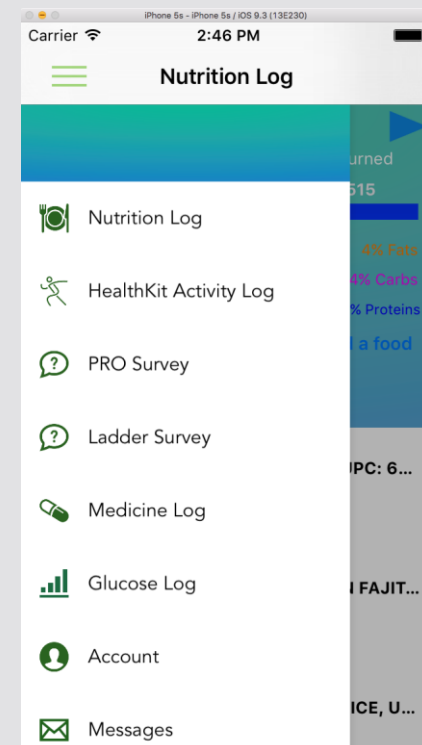 iPhone 5s - iPhone 5s / iOS 9.3 (13E230)
Carrier 2:46 PM
Nutrition Log
urned
515
Nutrition Log
4% Fats
HealthKit Activity Log
4% Carbs
% Proteins
l a food
PRO Survey
Ladder Survey
UPC: 6...
Medicine Log
Glucose Log
N FAJIT...
Account
ICE, U...
Messages